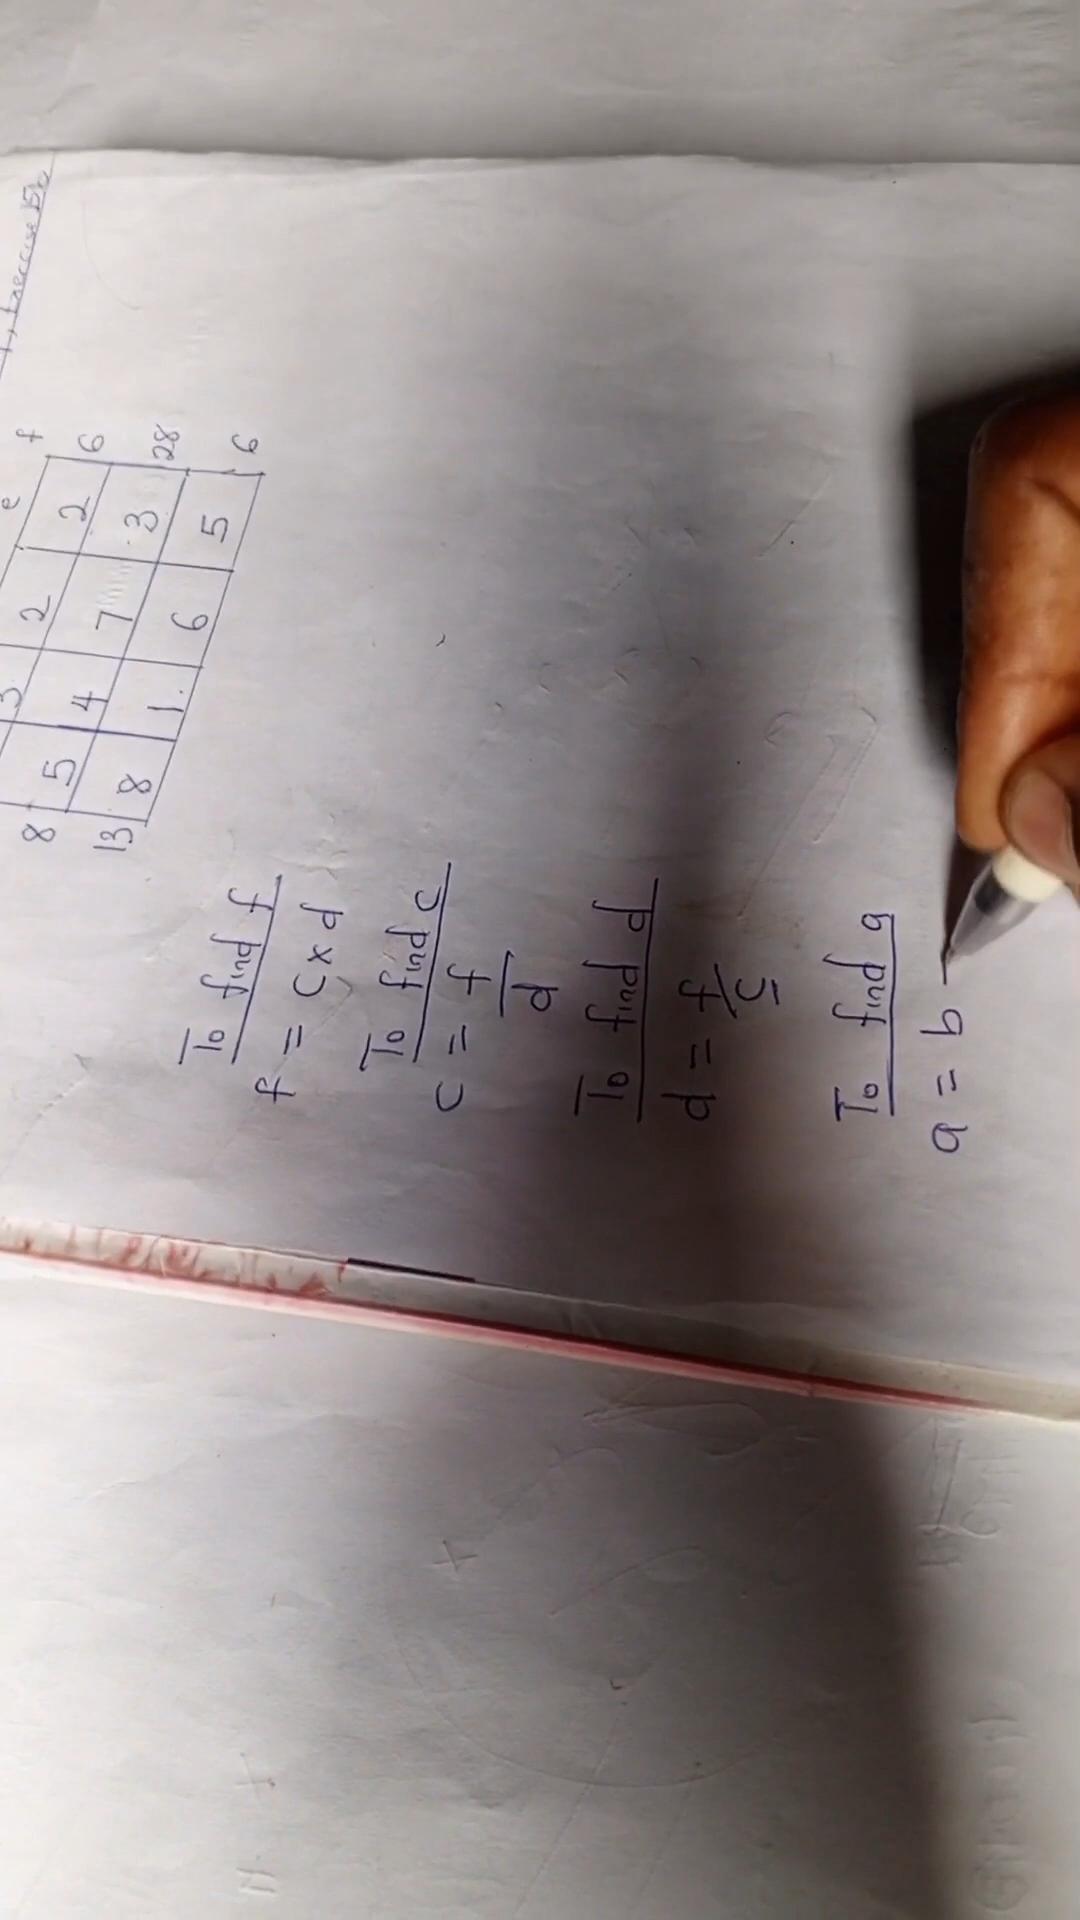 Exercise
e f
3 2 2 6
8 5 4 7 3 28
13 8 1 6 5 6
To find f
f = c x d
To find c
c = f
d
To find d
d = f
c
To find a
a = b -